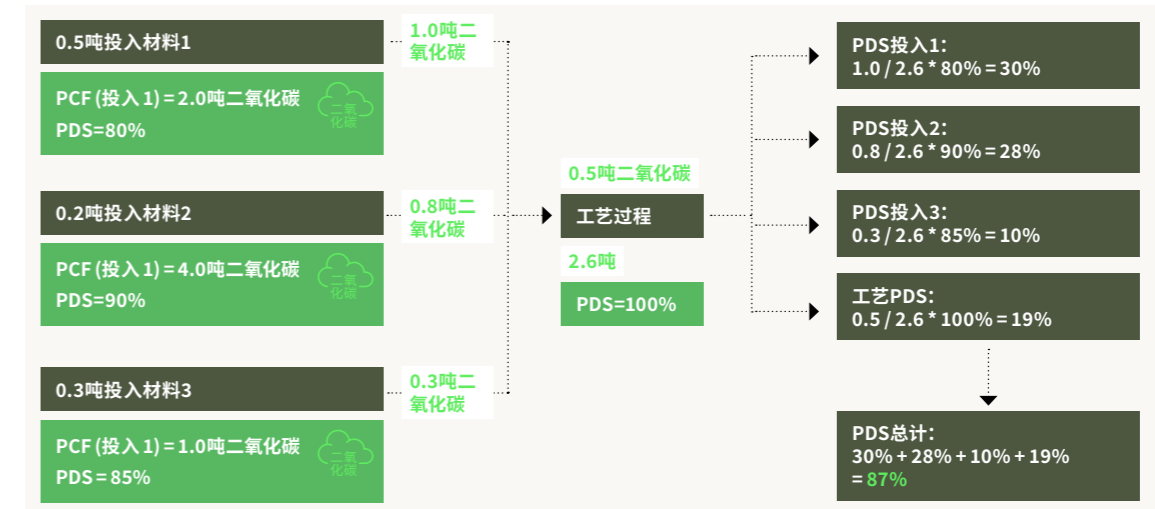 0.5吨投入材料1
PCF (投入 1) = 2.0吨二氧化碳
PDS=80%
二氧
化碳
1.0吨二
氧化碳
0.2吨投入材料2
PCF (投入 1) = 4.0吨二氧化碳
PDS=90%
二氧
化碳
0.8吨二
氧化碳
0.3吨投入材料3
PCF (投入 1) = 1.0吨二氧化碳
PDS = 85%
二氧
化碳
0.3吨二
氧化碳
0.5吨二氧化碳
工艺过程
2.6吨
PDS=100%
PDS投入1:
1.0 / 2.6 * 80% = 30%
PDS投入2:
0.8 / 2.6 * 90% = 28%
PDS投入3:
0.3 / 2.6 * 85% = 10%
工艺PDS:
0.5 / 2.6 * 100% = 19%
PDS总计:
30% + 28% + 10% + 19%
= 87%